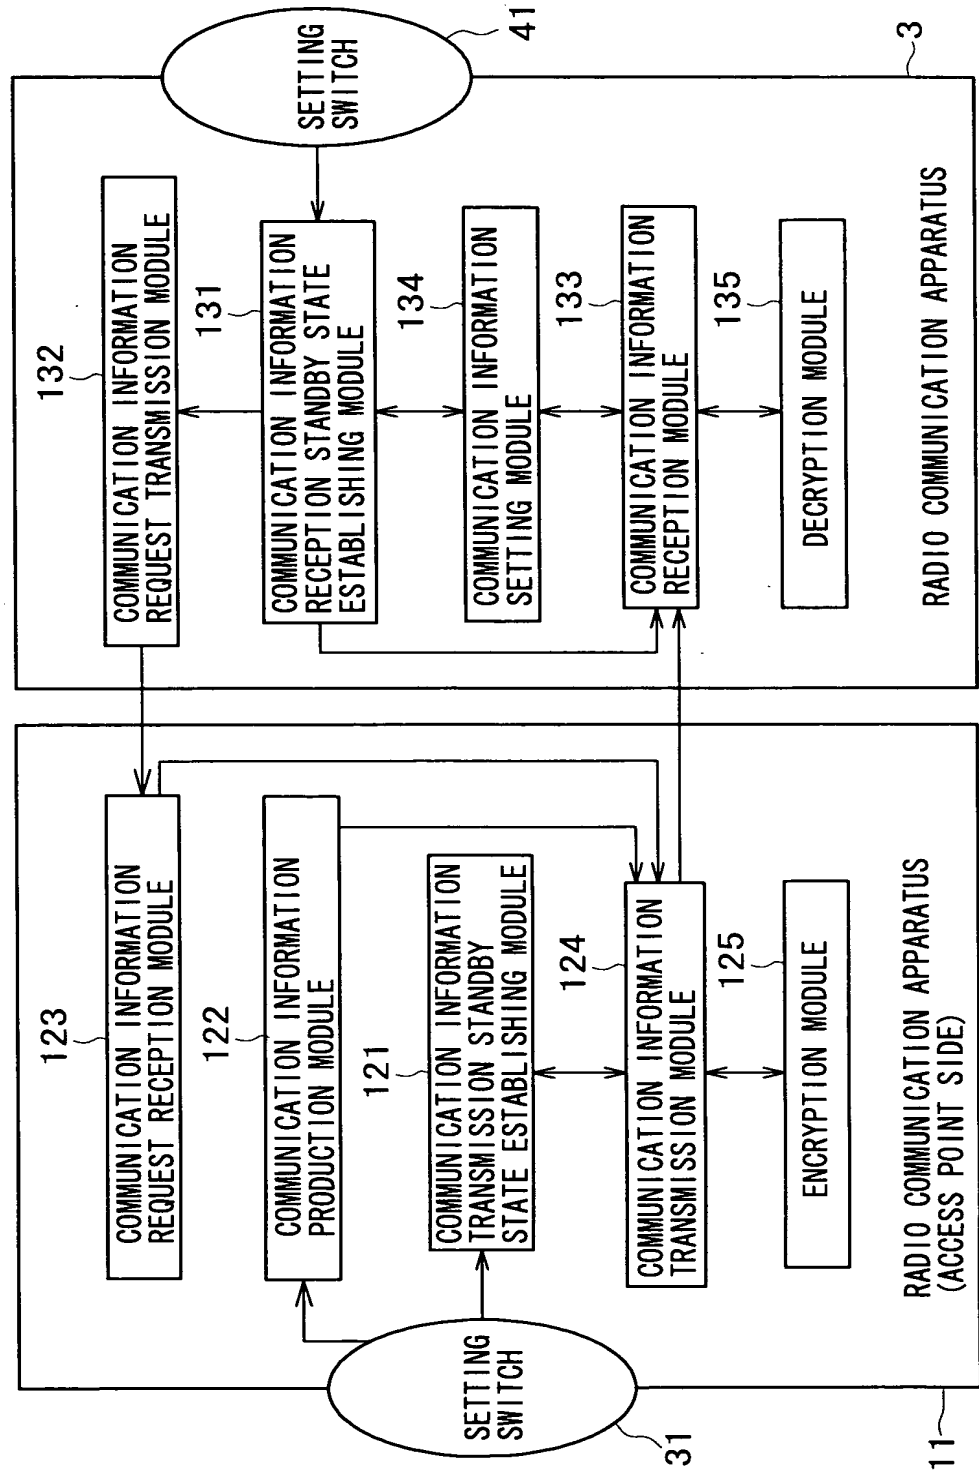 123
COMMUNICATION INFORMATION
REQUEST RECEPTION MODULE
122
COMMUNICATION INFORMATION
PRODUCTION MODULE
121
COMMUNICATION INFORMATION
TRANSMISSION STANDBY
STATE ESTABLISHING MODULE
SETTING
SWITCH
31
124
COMMUNICATION INFORMATION
TRANSMISSION MODULE
125
ENCRYPTION MODULE
RADIO COMMUNICATION APPARATUS
(ACCESS POINT SIDE)
11
132
COMMUNICATION INFORMATION
REQUEST TRANSMISSION MODULE
131
COMMUNICATION INFORMATION
RECEPTION STANDBY STATE
ESTABLISHING MODULE
SETTING
SWITCH
41
134
COMMUNICATION INFORMATION
SETTING MODULE
133
COMMUNICATION INFORMATION
RECEPTION MODULE
135
DECRYPTION MODULE
RADIO COMMUNICATION APPARATUS
3